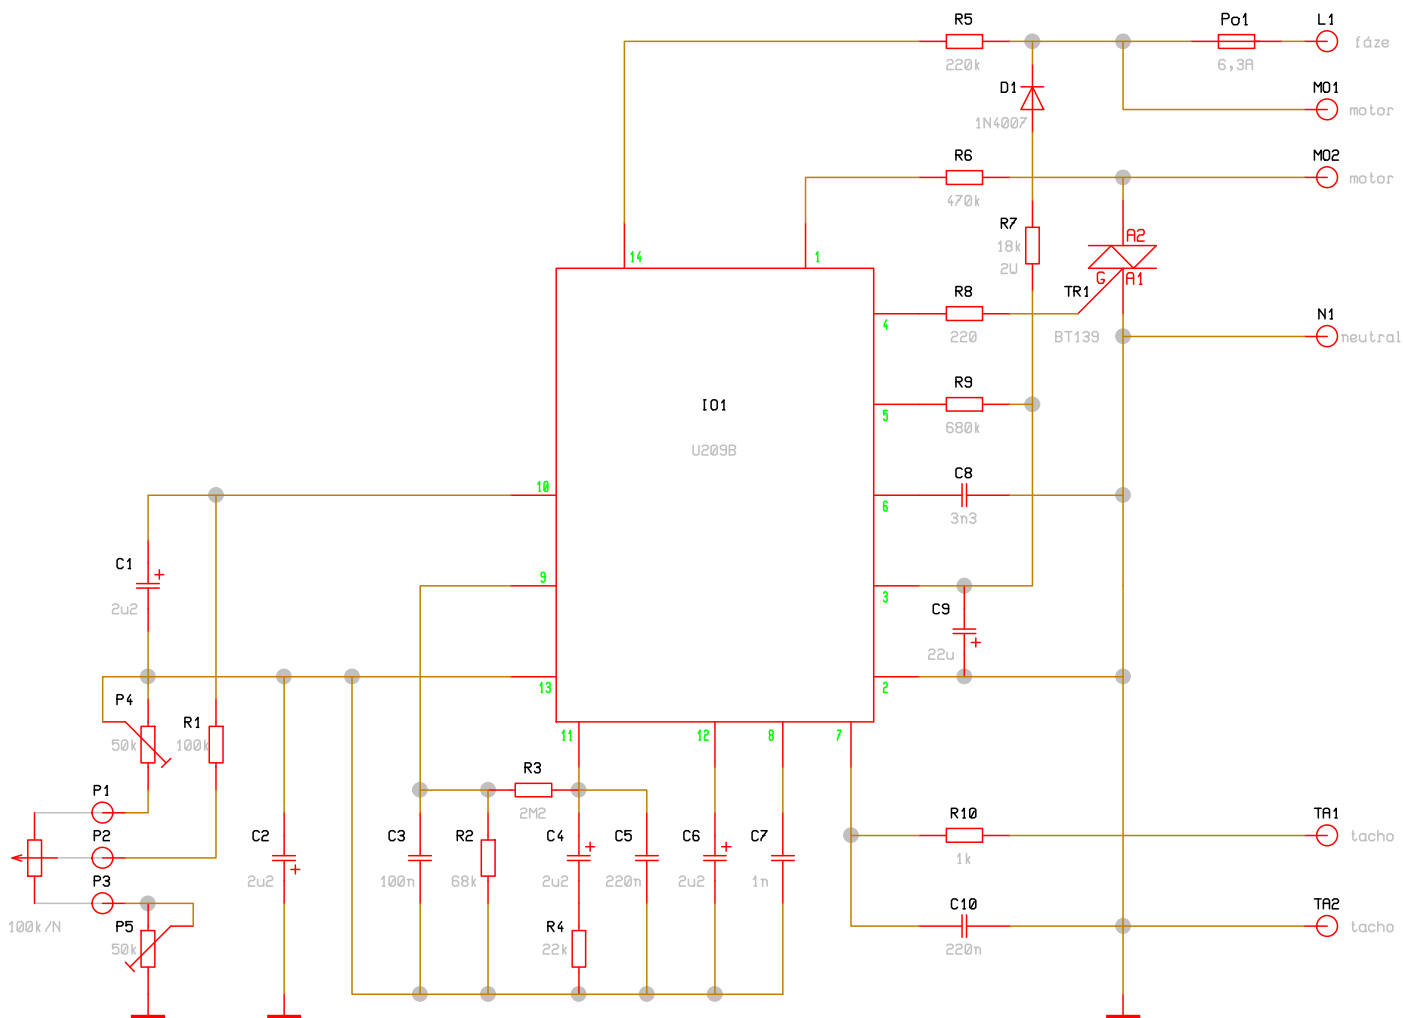 R5
Po1
L1
220k
6,3A
fáze
D1
MO1
1N4007
motor
R6
MO2
470k
motor
R7
18k
2W
A2
14
1
G
A1
R8
TR1
4
220
BT139
N1
neutral
R9
IO1
5
680k
U209B
C8
10
6
3n3
C1
+
9
3
C9
2u2
+
22u
13
2
P4
R1
50k
100k
11
12
8
7
R3
P1
2M2
R10
TA1
P2
C2
C3
R2
C4
+
C5
C6
+
C7
1k
tacho
P3
2u2
+
100n
68k
2u2
220n
2u2
1n
C10
TA2
100k/N
P5
50k
R4
22k
220n
tacho